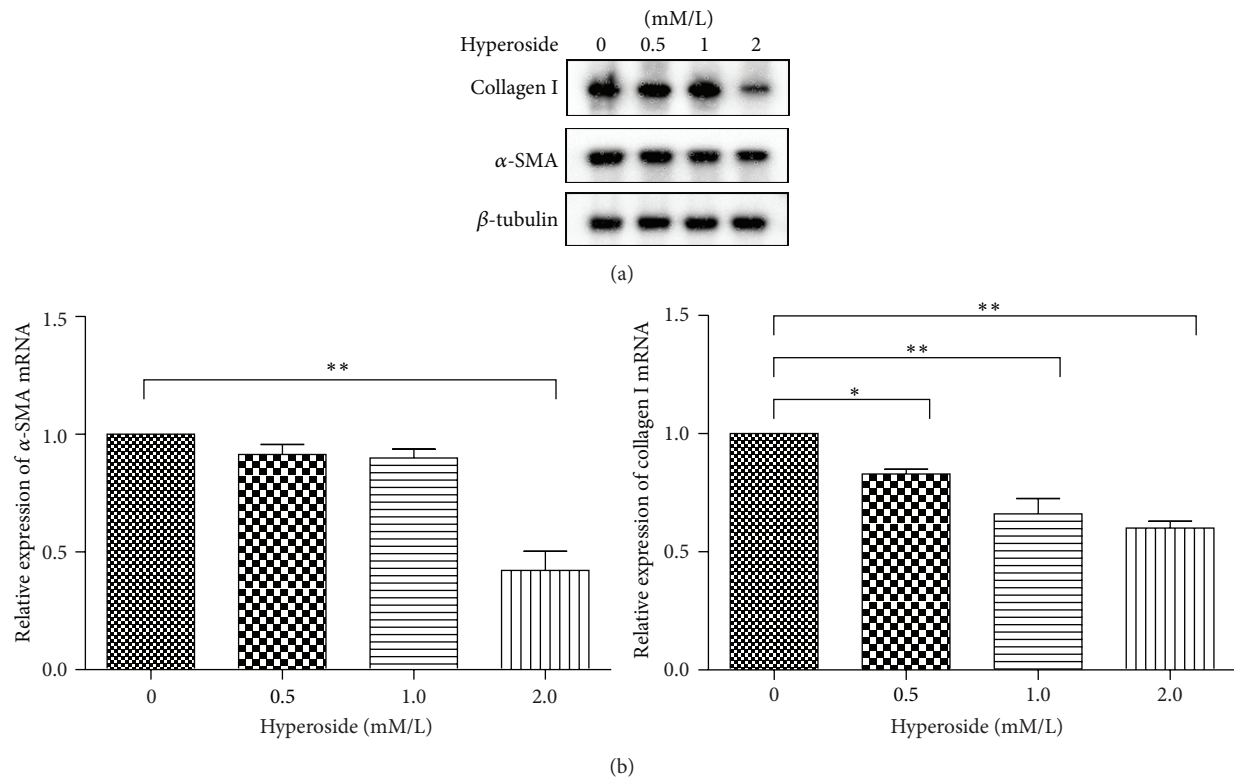 (mM/L)
Hyperoside 0 0.5 1 2
Collagen I
α-SMA
β-tubulin
(a)
Relative expression of α-SMA mRNA
1.5
1.0
0.5
0.0
**
0 0.5 1.0 2.0
Hyperoside (mM/L)
Relative expression of collagen I mRNA
1.5
1.0
0.5
0.0
**
**
*
0 0.5 1.0 2.0
Hyperoside (mM/L)
(b)